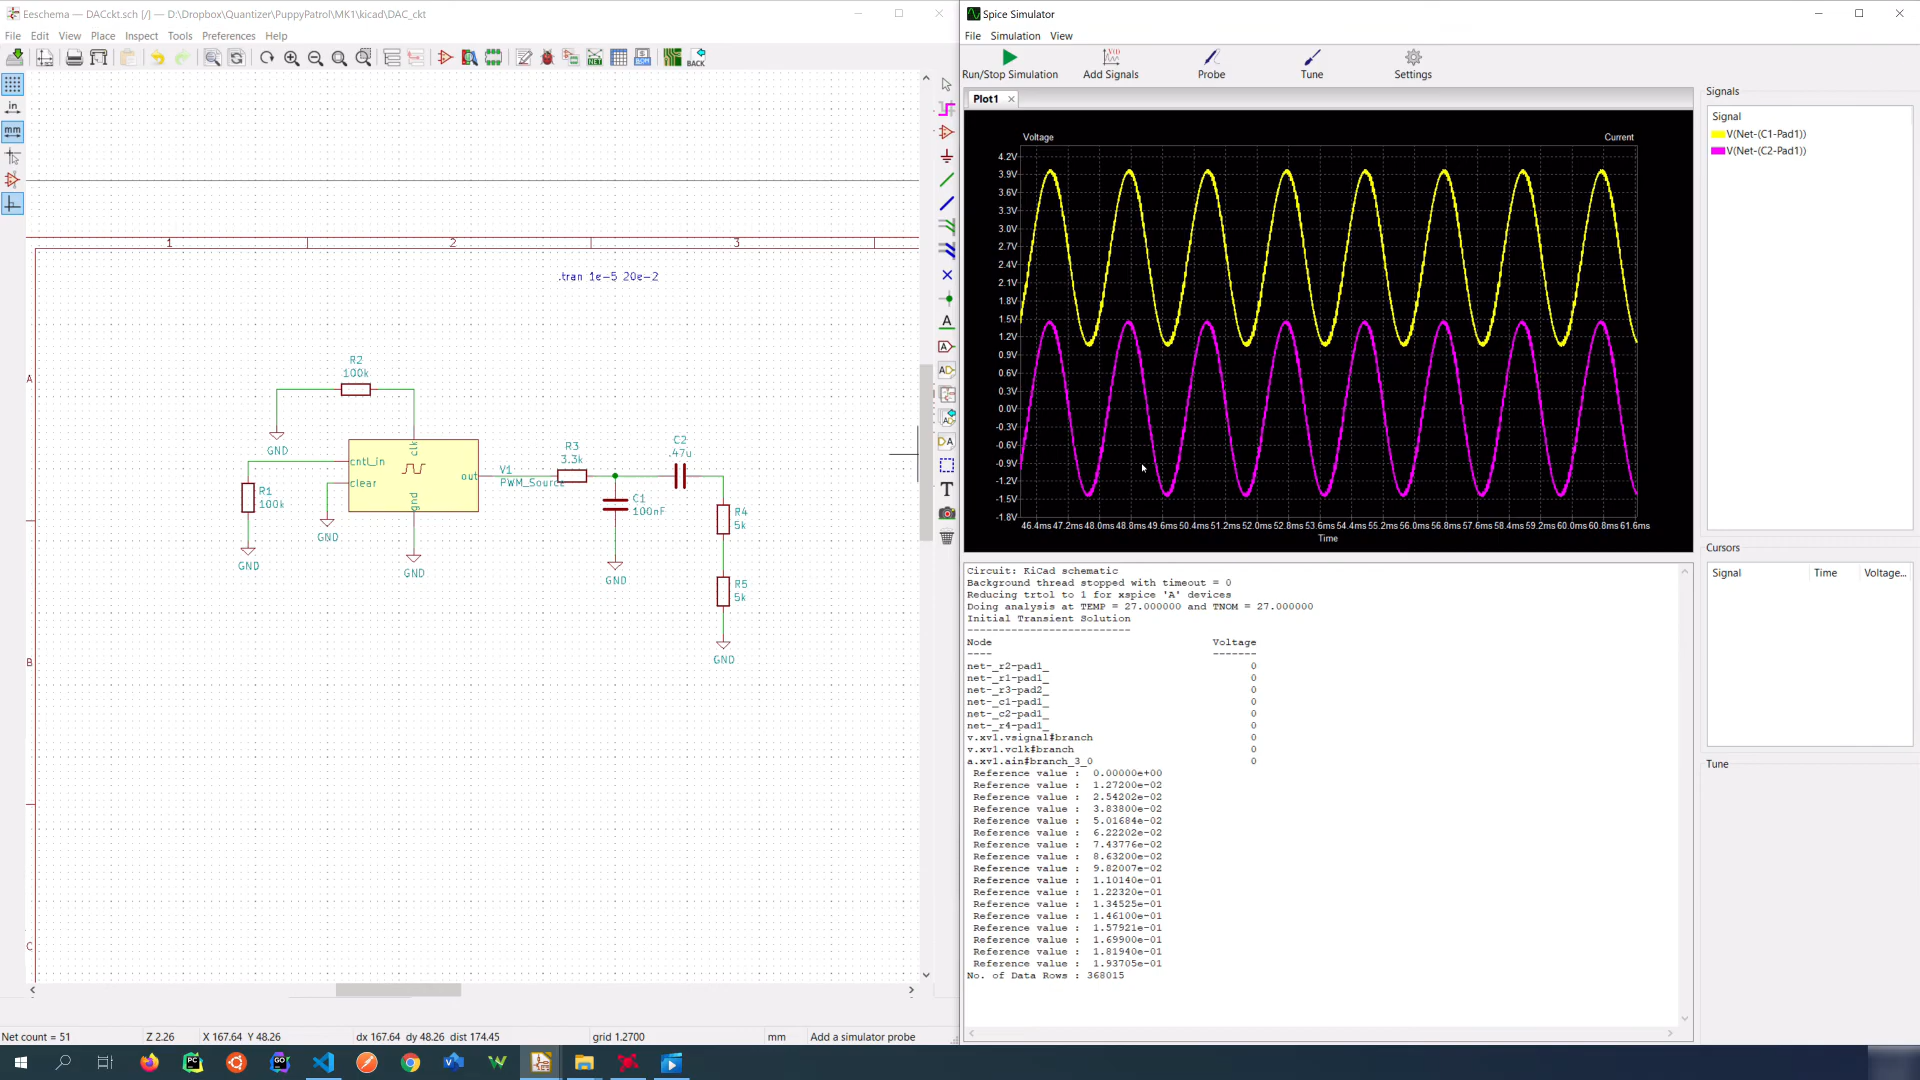 Eeschema — DACckt.sch [/] — D:\Dropbox\Quantizer\PuppyPatrol\MK1\kicad\DAC_ckt
File Edit View Place Inspect Tools Preferences Help
BACK
in
mm
1 2 3
.tran 1e-5 20e-2
A
R2
100k
GND
cntl_in
clear
clk
gnd
out
R1
100k
GND
GND
GND
V1
PWM_Source
R3
3.3k
C2
.47u
C1
100nF
GND
R4
5k
R5
5k
GND
B
C
Net count = 51 Z 2.26 X 167.64 Y 48.26 dx 167.64 dy 48.26 dist 174.45 grid 1.2700 mm Add a simulator probe
Spice Simulator
File Simulation View
Run/Stop Simulation Add Signals Probe Tune Settings
Plot1
Voltage Current
4.2V
3.9V
3.6V
3.3V
3.0V
2.7V
2.4V
2.1V
1.8V
1.5V
1.2V
0.9V
0.6V
0.3V
0.0V
-0.3V
-0.6V
-0.9V
-1.2V
-1.5V
-1.8V
46.4ms 47.2ms 48.0ms 48.8ms 49.6ms 50.4ms 51.2ms 52.0ms 52.8ms 53.6ms 54.4ms 55.2ms 56.0ms 56.8ms 57.6ms 58.4ms 59.2ms 60.0ms 60.8ms 61.6ms
Time
Signals
Signal
V(Net-(C1-Pad1))
V(Net-(C2-Pad1))
Cursors
Signal Time Voltage...
Tune
Circuit: KiCad schematic
Background thread stopped with timeout = 0
Reducing trtol to 1 for xspice 'A' devices
Doing analysis at TEMP = 27.000000 and TNOM = 27.000000
Initial Transient Solution
--------------------------
Node Voltage
---- -------
net-_r2-pad1_ 0
net-_r1-pad1_ 0
net-_r3-pad2_ 0
net-_c1-pad1_ 0
net-_c2-pad1_ 0
net-_r4-pad1_ 0
v.xv1.vsignal#branch 0
v.xv1.vclk#branch 0
a.xv1.ain#branch_3_0 0
Reference value : 0.00000e+00
Reference value : 1.27200e-02
Reference value : 2.54202e-02
Reference value : 3.83800e-02
Reference value : 5.01684e-02
Reference value : 6.22202e-02
Reference value : 7.43776e-02
Reference value : 8.63200e-02
Reference value : 9.82007e-02
Reference value : 1.10140e-01
Reference value : 1.22320e-01
Reference value : 1.34525e-01
Reference value : 1.46100e-01
Reference value : 1.57921e-01
Reference value : 1.69900e-01
Reference value : 1.81940e-01
Reference value : 1.93705e-01
No. of Data Rows : 368015